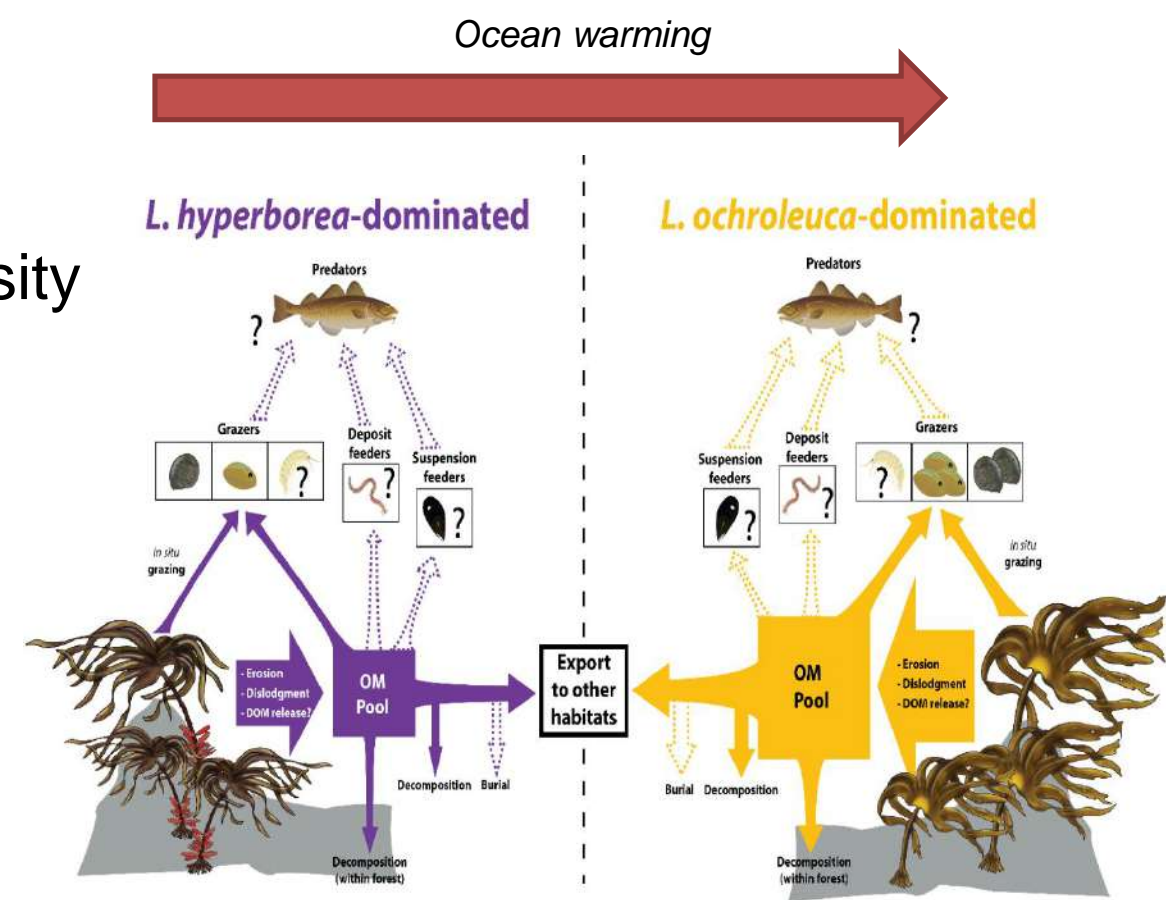 Ocean warming
L. hyperborea-dominated
L. ochroleuca-dominated
sity
Predators
?
Grazers
?
Deposit
feeders
?
Suspension
feeders
?
in situ
grazing
- Erosion
- Dislodgment
- DOM release?
OM
Pool
Decomposition
Burial
Decomposition
(within forest)
Export
to other
habitats
Predators
?
Suspension
feeders
?
Deposit
feeders
?
Grazers
?
in situ
grazing
OM
Pool
- Erosion
- Dislodgment
- DOM release?
Burial
Decomposition
Decomposition
(within forest)